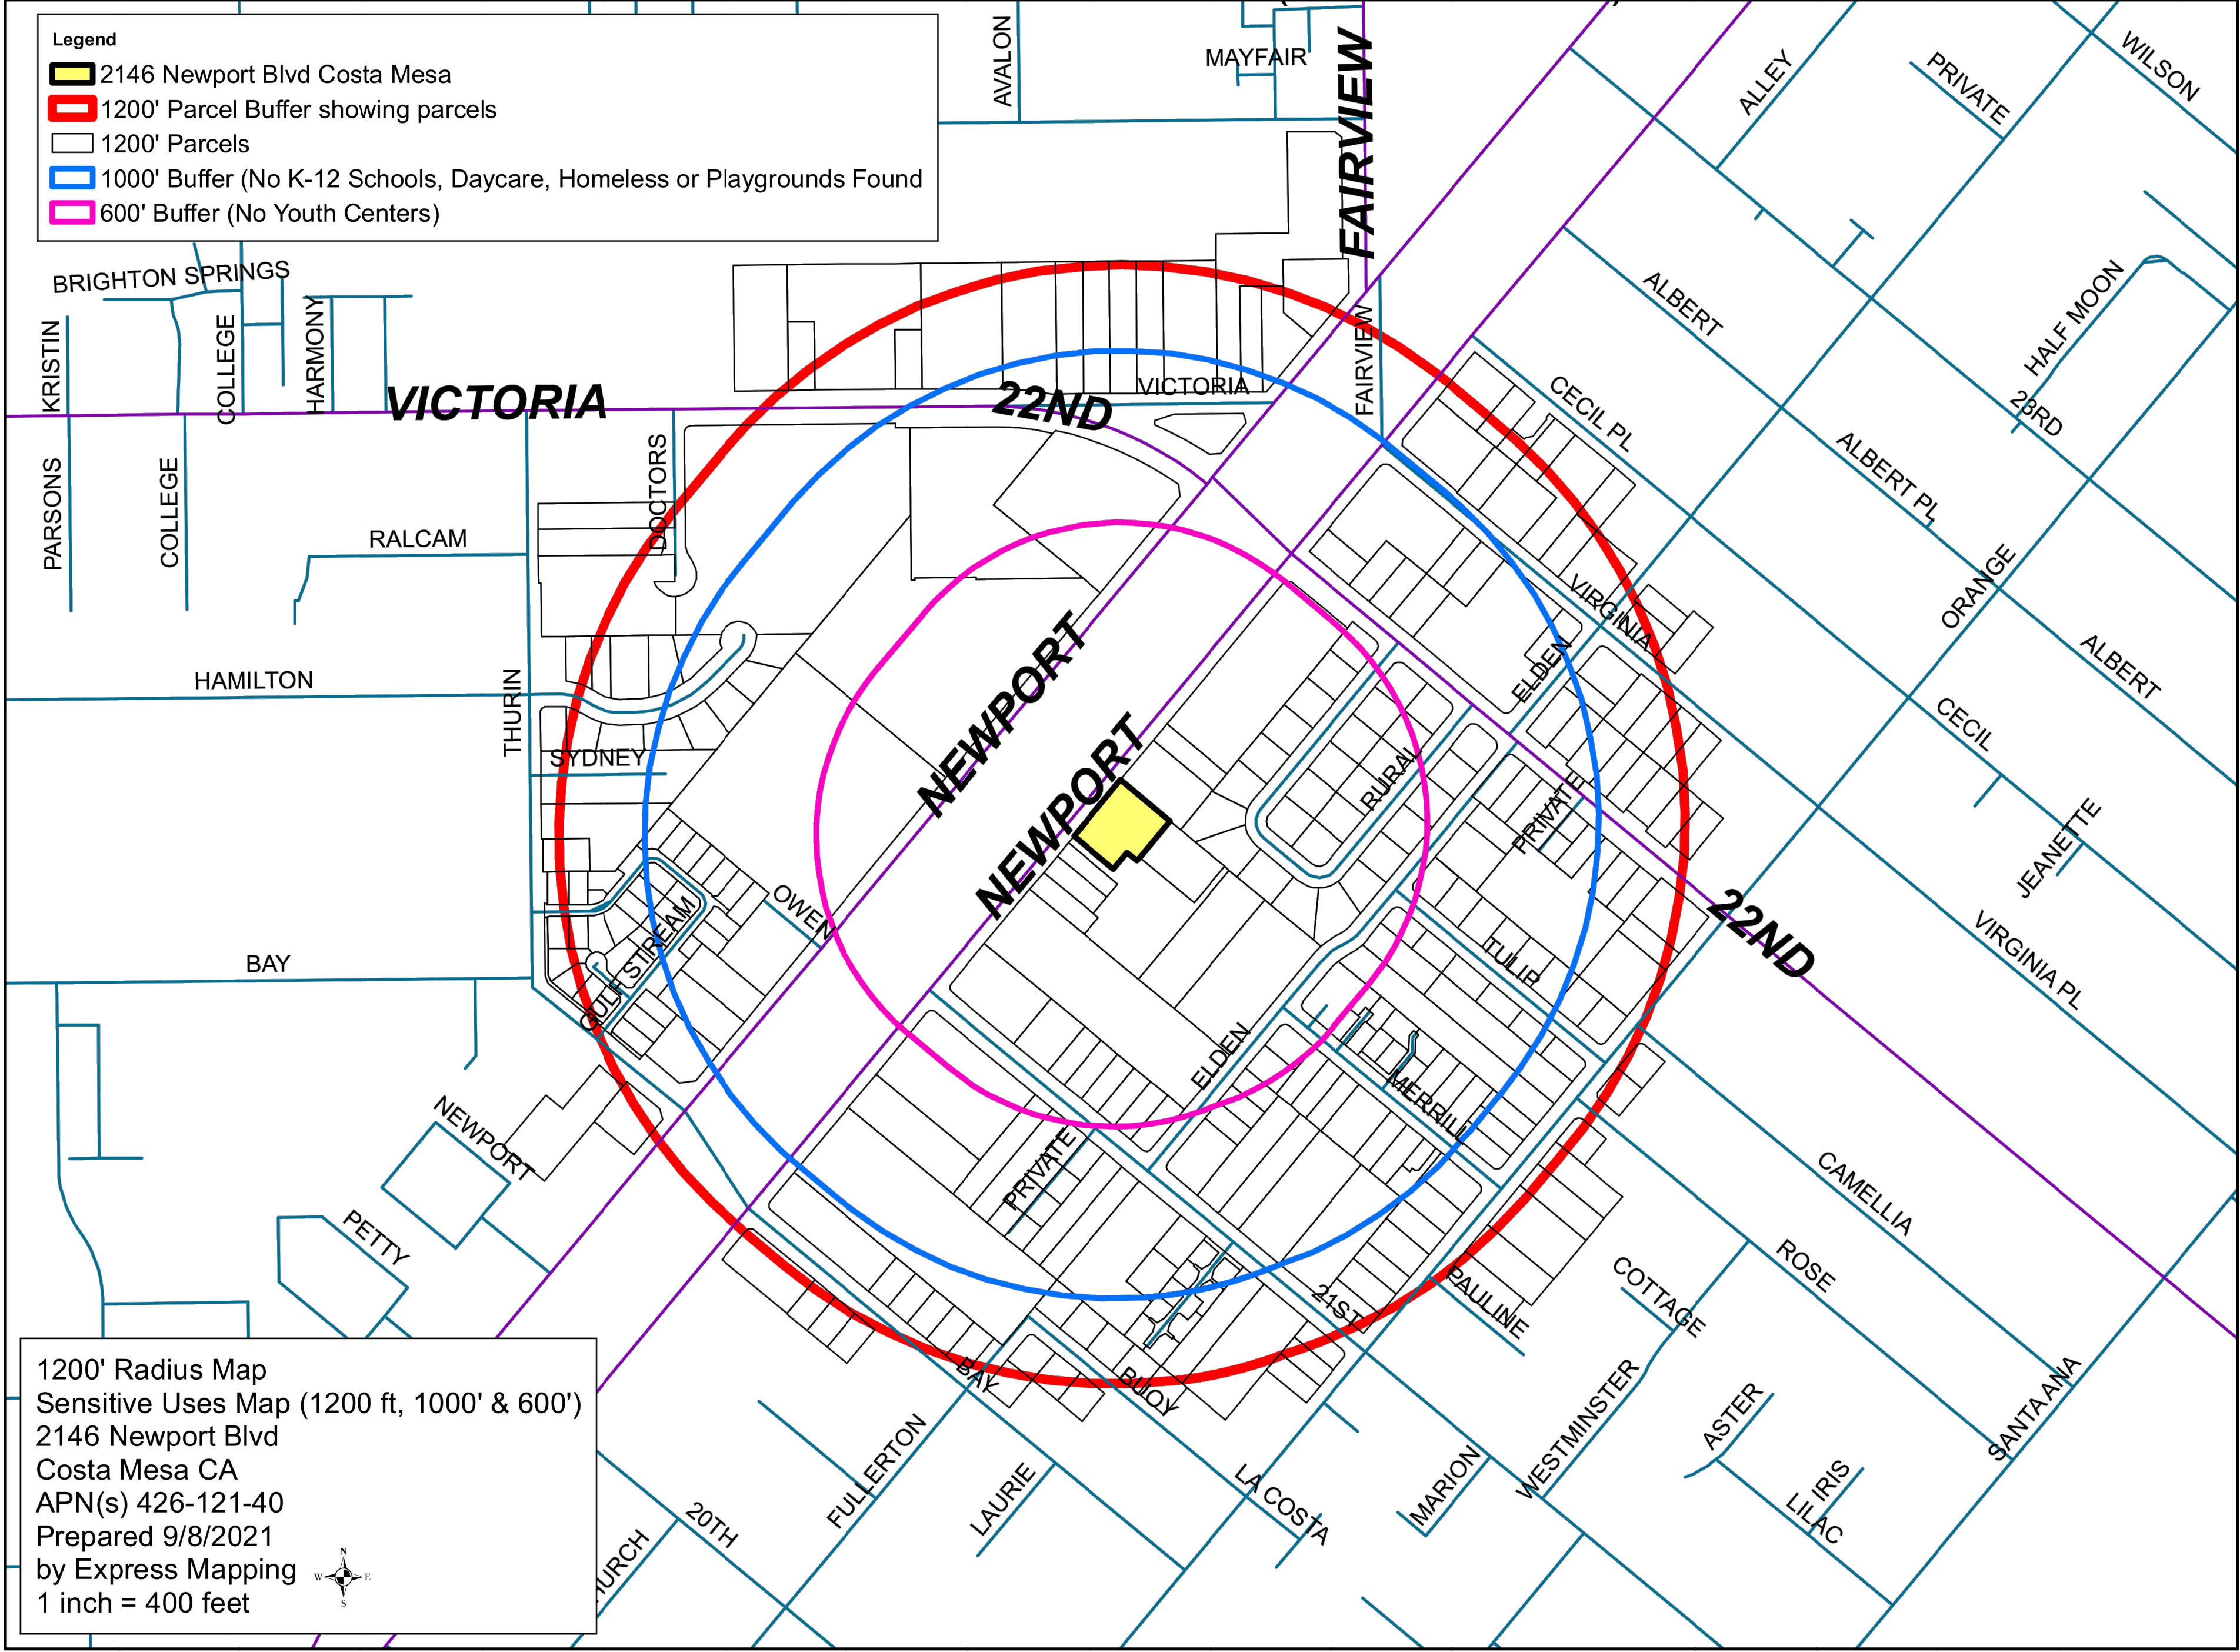 Legend
2146 Newport Blvd Costa Mesa
1200' Parcel Buffer showing parcels
1200' Parcels
1000' Buffer (No K-12 Schools, Daycare, Homeless or Playgrounds Found
600' Buffer (No Youth Centers)
AVALON
MAYFAIR
FAIRVIEW
ALLEY
PRIVATE
WILSON
BRIGHTON SPRINGS
KRISTIN
COLLEGE
HARMONY
VICTORIA
22ND
VICTORIA
FAIRVIEW
ALBERT
HALF MOON
CECIL PL
23RD
ALBERT PL
PARSONS
COLLEGE
RALCAM
DOCTORS
VIRGINIA
ORANGE
ELDEN
ALBERT
HAMILTON
THURIN
SYDNEY
NEWPORT
NEWPORT
RURAL
PRIVATE
CECIL
JEANETTE
OWEN
GULF STREAM
BAY
TULIP
22ND
VIRGINIA PL
ELDEN
MERRILL
NEWPORT
PRIVATE
CAMELLIA
PETTY
ROSE
COTTAGE
21ST
PAULINE
BAY
BUOY
WESTMINSTER
ASTER
SANTA ANA
FULLERTON
LAURIE
LA COSTA
MARION
IRIS
LILAC
20TH
1200' Radius Map
Sensitive Uses Map (1200 ft, 1000' & 600')
2146 Newport Blvd
Costa Mesa CA
APN(s) 426-121-40
Prepared 9/8/2021
by Express Mapping
1 inch = 400 feet
N
W E
S
HURCH